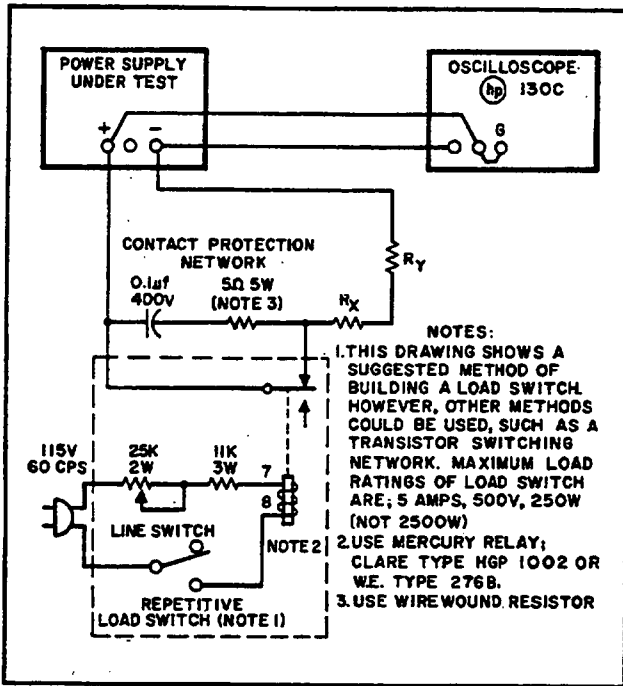 POWER SUPPLY
UNDER TEST
+
-
OSCILLOSCOPE
hp 130C
G
CONTACT PROTECTION
NETWORK
0.1µf
400V
5Ω 5W
(NOTE 3)
RX
RY
115V
60 CPS
25K
2W
11K
3W
7
8
LINE SWITCH
NOTE 2
REPETITIVE
LOAD SWITCH (NOTE 1)
NOTES:
1. THIS DRAWING SHOWS A
SUGGESTED METHOD OF
BUILDING A LOAD SWITCH.
HOWEVER, OTHER METHODS
COULD BE USED, SUCH AS A
TRANSISTOR SWITCHING
NETWORK. MAXIMUM LOAD
RATINGS OF LOAD SWITCH
ARE; 5 AMPS, 500V, 250W
(NOT 2500W)
2. USE MERCURY RELAY;
CLARE TYPE HGP 1002 OR
W.E. TYPE 276B.
3. USE WIREWOUND RESISTOR